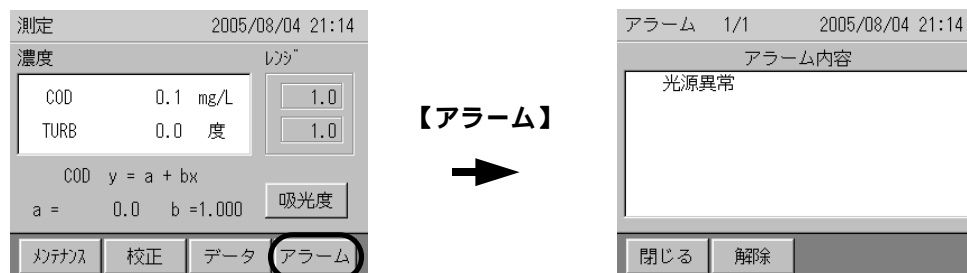 測定 2005/08/04 21:14
濃度 ﾚﾝｼﾞ
COD 0.1 mg/L 1.0
TURB 0.0 度 1.0
COD y = a + bx
a = 0.0 b =1.000 吸光度
ﾒﾝﾃﾅﾝｽ 校正 データ アラーム
【アラーム】
アラーム 1/1 2005/08/04 21:14
アラーム内容
光源異常
閉じる 解除